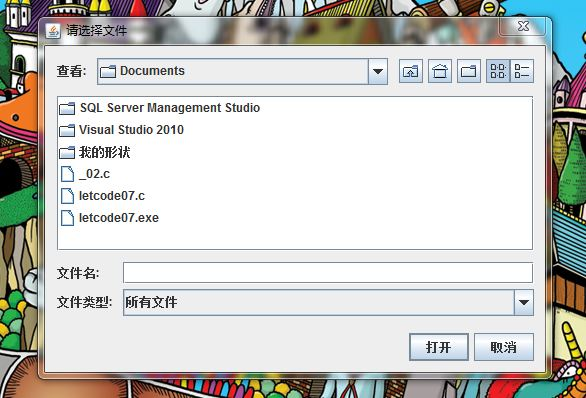 请选择文件
查看: Documents
SQL Server Management Studio
Visual Studio 2010
我的形状
_02.c
letcode07.c
letcode07.exe
文件名:
文件类型: 所有文件
打开 取消